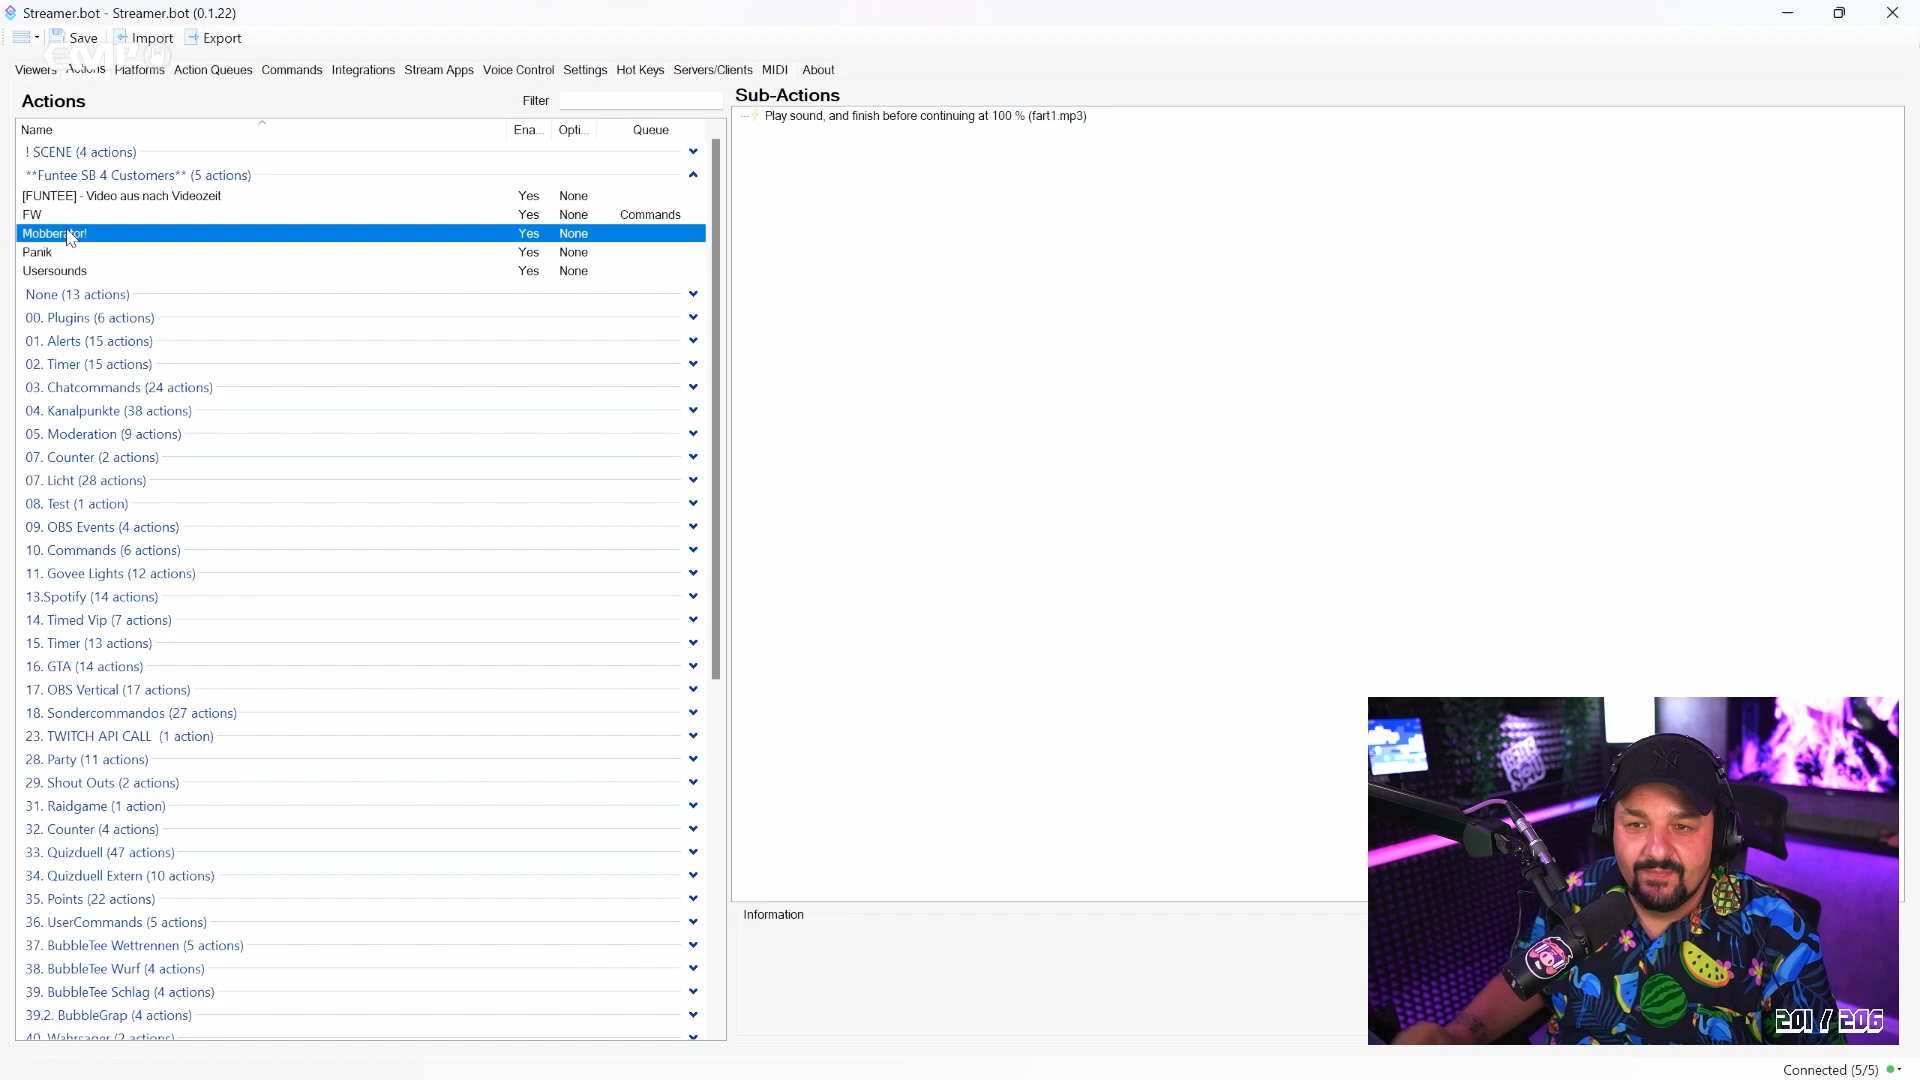 Streamer.bot - Streamer.bot (0.1.22)
Save Import Export
Viewers Actions Platforms Action Queues Commands Integrations Stream Apps Voice Control Settings Hot Keys Servers/Clients MIDI About
Actions
Filter
Name Ena... Opti... Queue
! SCENE (4 actions)
**Funtee SB 4 Customers** (5 actions)
[FUNTEE] - Video aus nach Videozeit Yes None
FW Yes None Commands
Mobberator! Yes None
Panik Yes None
Usersounds Yes None
None (13 actions)
00. Plugins (6 actions)
01. Alerts (15 actions)
02. Timer (15 actions)
03. Chatcommands (24 actions)
04. Kanalpunkte (38 actions)
05. Moderation (9 actions)
07. Counter (2 actions)
07. Licht (28 actions)
08. Test (1 action)
09. OBS Events (4 actions)
10. Commands (6 actions)
11. Govee Lights (12 actions)
13.Spotify (14 actions)
14. Timed Vip (7 actions)
15. Timer (13 actions)
16. GTA (14 actions)
17. OBS Vertical (17 actions)
18. Sondercommandos (27 actions)
23. TWITCH API CALL (1 action)
28. Party (11 actions)
29. Shout Outs (2 actions)
31. Raidgame (1 action)
32. Counter (4 actions)
33. Quizduell (47 actions)
34. Quizduell Extern (10 actions)
35. Points (22 actions)
36. UserCommands (5 actions)
37. BubbleTee Wettrennen (5 actions)
38. BubbleTee Wurf (4 actions)
39. BubbleTee Schlag (4 actions)
39.2. BubbleGrap (4 actions)
40. Wahrsager (2 actions)
Sub-Actions
Play sound, and finish before continuing at 100 % (fart1.mp3)
Information
201 / 206
Connected (5/5)